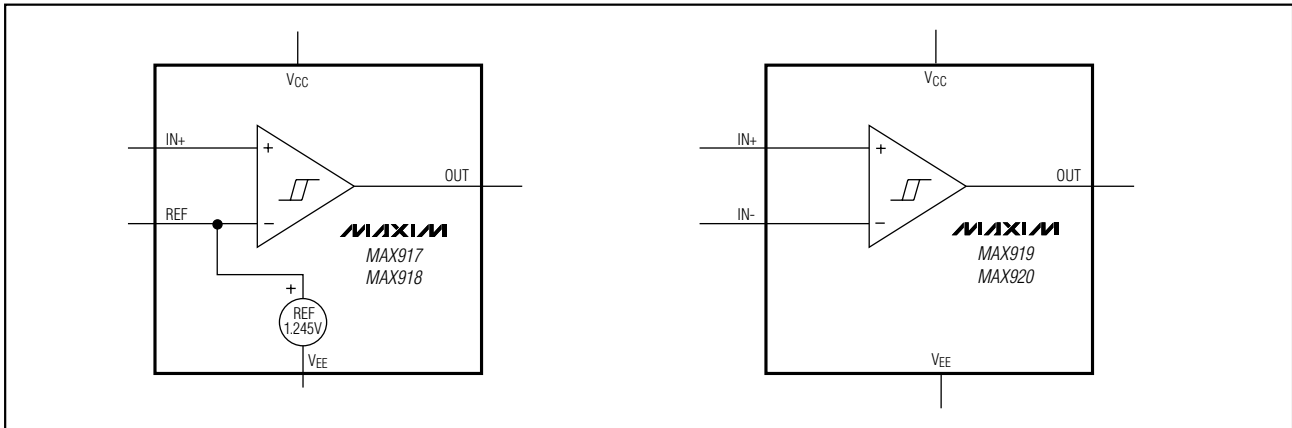 VCC
IN+
+
OUT
REF
–
MAXIM
MAX917
MAX918
+
REF
1.245V
VEE
VCC
IN+
+
OUT
IN-
–
MAXIM
MAX919
MAX920
VEE